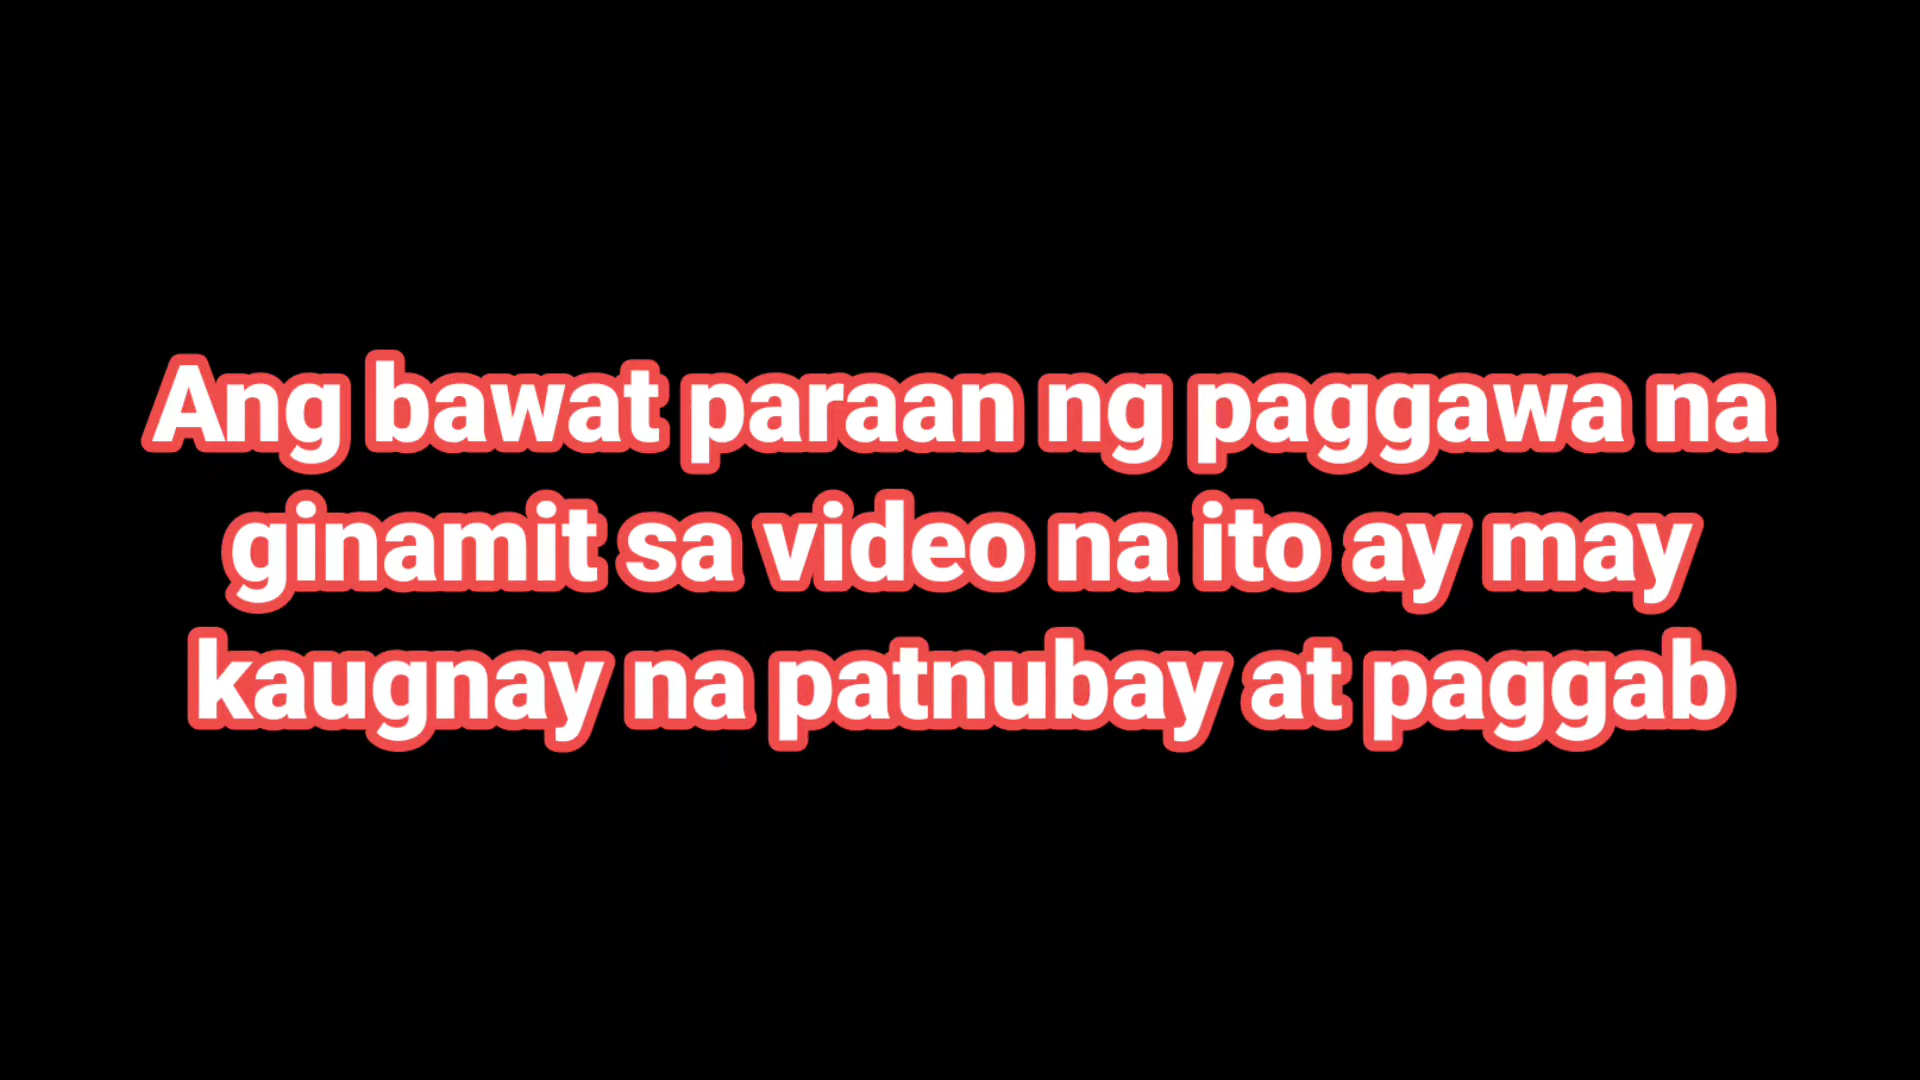 Ang bawat paraan ng paggawa na
ginamit sa video na ito ay may
kaugnay na patnubay at paggab